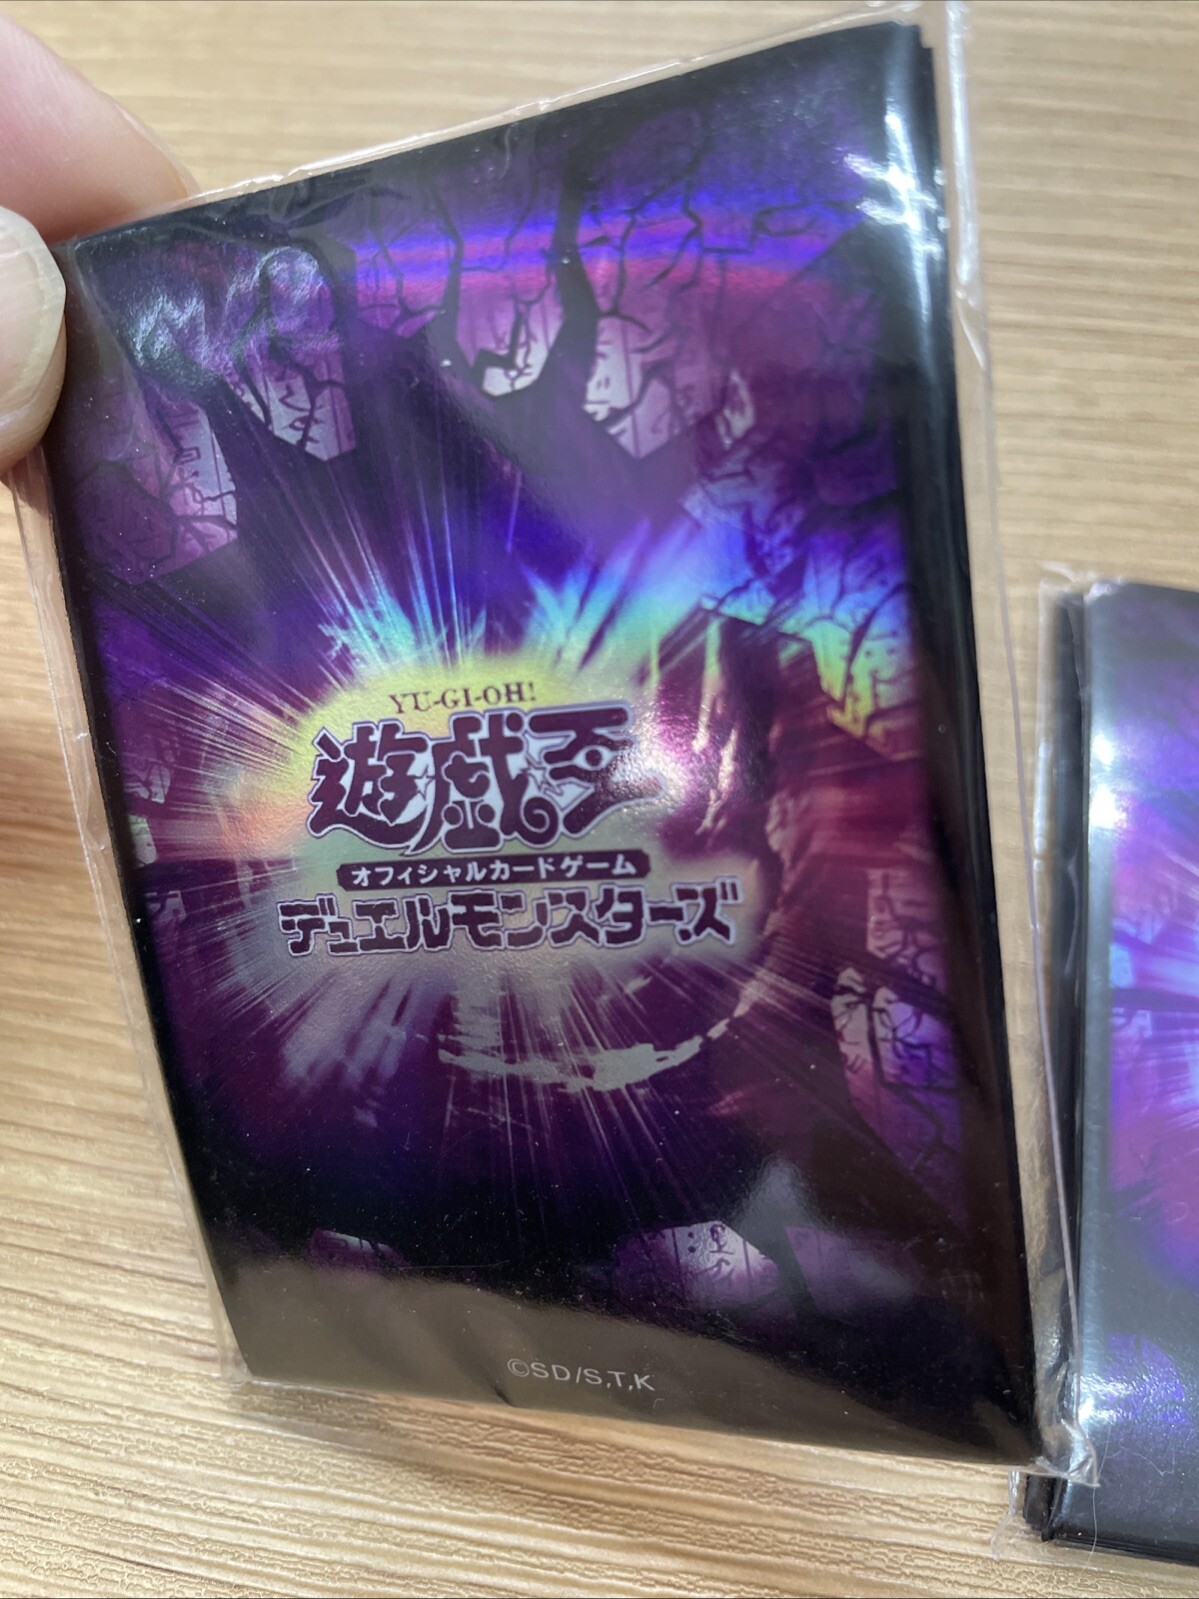 YU-GI-OH!
遊戯王
オフィシャルカードゲーム
デュエルモンスターズ
©SD/S,T,K